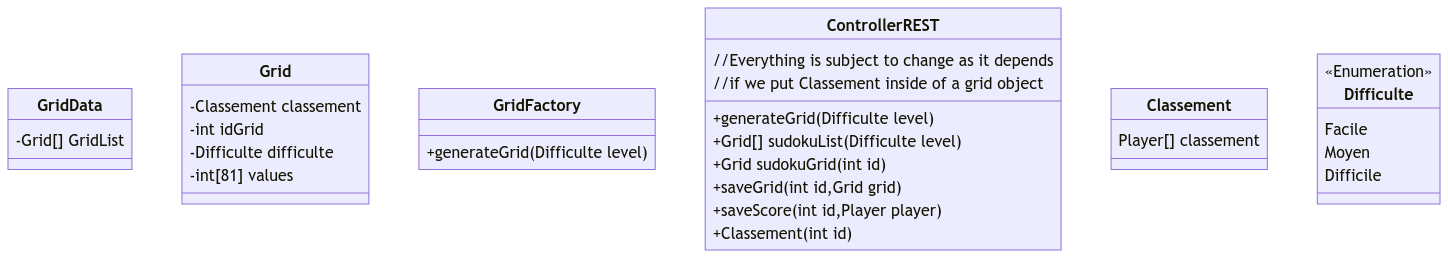 GridData
-Grid[] GridList
Grid
-Classement classement
-int idGrid
-Difficulte difficulte
-int[81] values
GridFactory
+generateGrid(Difficulte level)
ControllerREST
//Everything is subject to change as it depends
//if we put Classement inside of a grid object
+generateGrid(Difficulte level)
+Grid[] sudokuList(Difficulte level)
+Grid sudokuGrid(int id)
+saveGrid(int id,Grid grid)
+saveScore(int id,Player player)
+Classement(int id)
Classement
Player[] classement
«Enumeration»
Difficulte
Facile
Moyen
Difficile